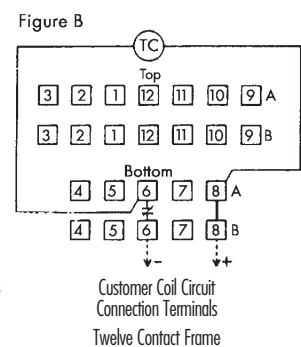 Figure B
TC
Top
3 2 1 12 11 10 9 A
3 2 1 12 11 10 9 B
Bottom
4 5 6 7 8 A
4 5 6 7 8 B
- +
Customer Coil Circuit
Connection Terminals
Twelve Contact Frame